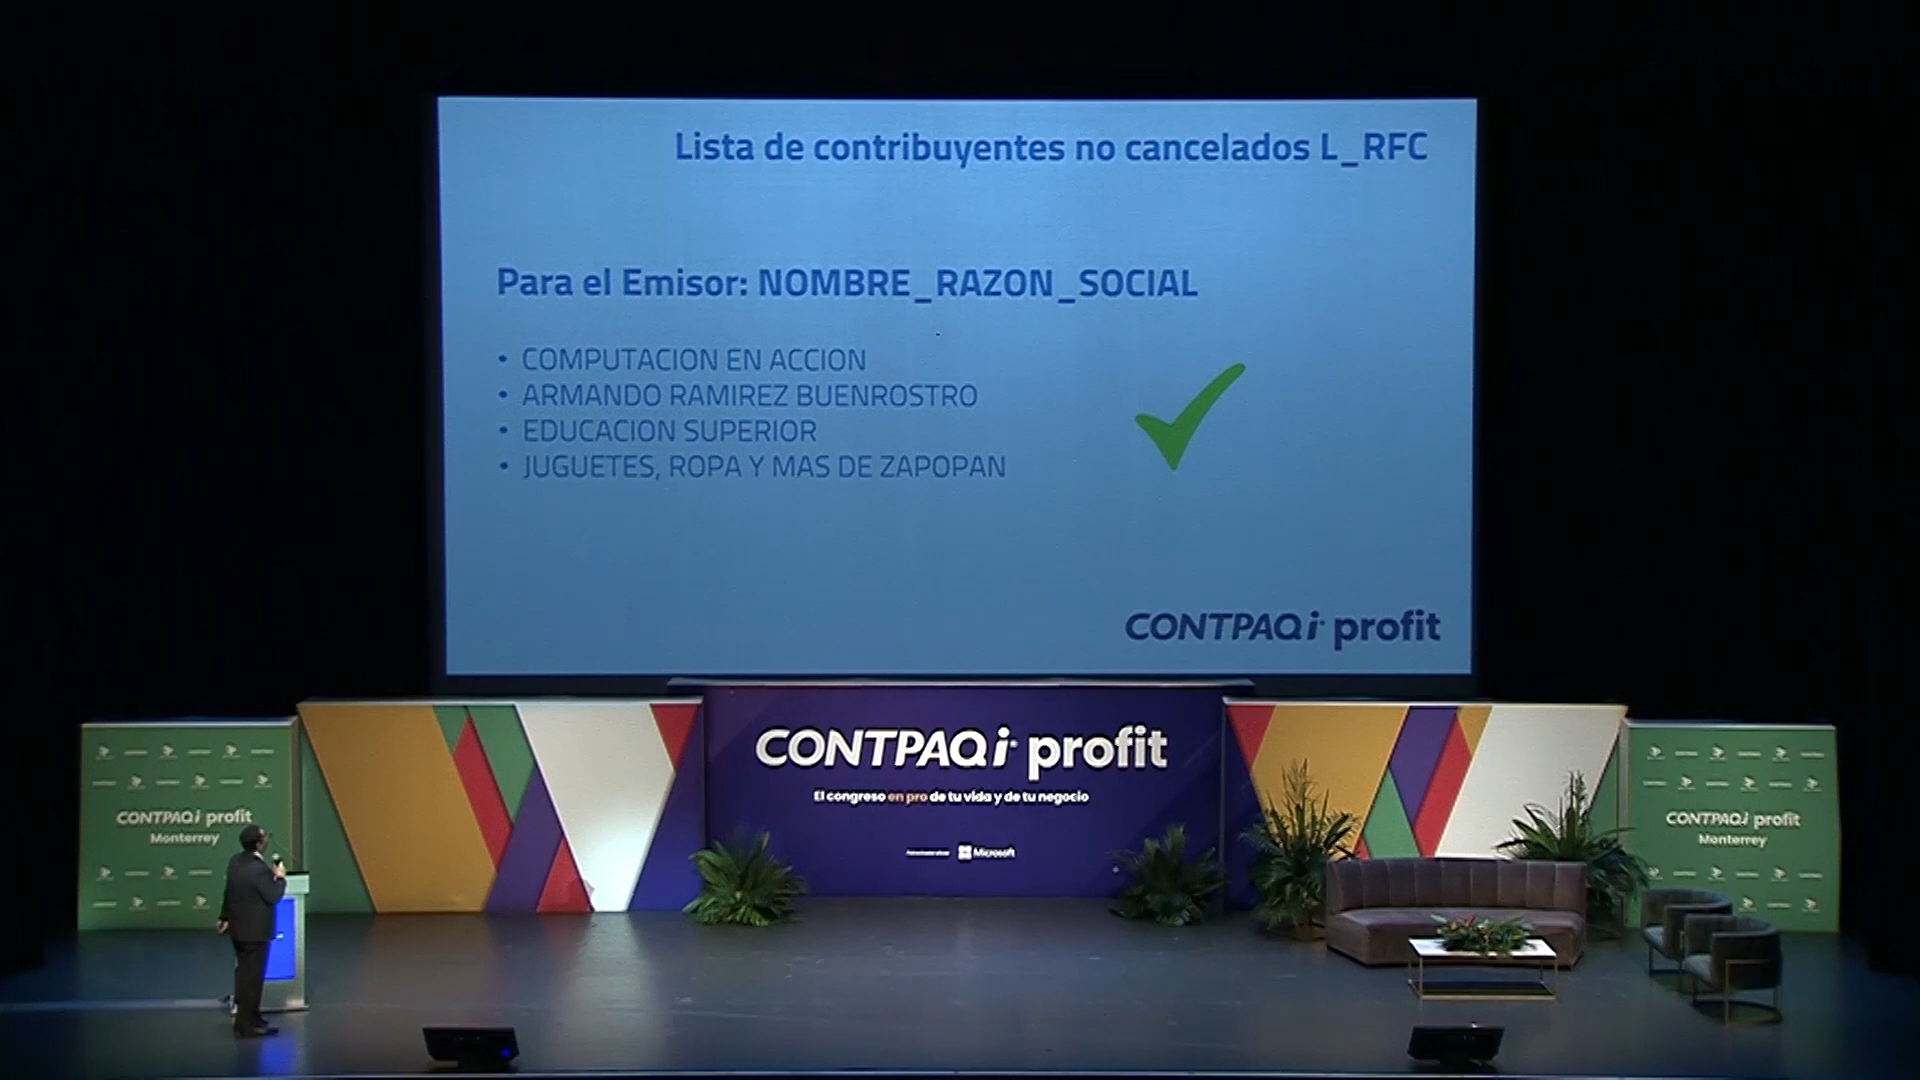 Lista de contribuyentes no cancelados L_RFC
Para el Emisor: NOMBRE_RAZON_SOCIAL
• COMPUTACION EN ACCION
• ARMANDO RAMIREZ BUENROSTRO
• EDUCACION SUPERIOR
• JUGUETES, ROPA Y MAS DE ZAPOPAN
CONTPAQi profit
CONTPAQi profit
El congreso en pro de tu vida y de tu negocio
Microsoft
CONTPAQi profit
Monterrey
CONTPAQi profit
Monterrey